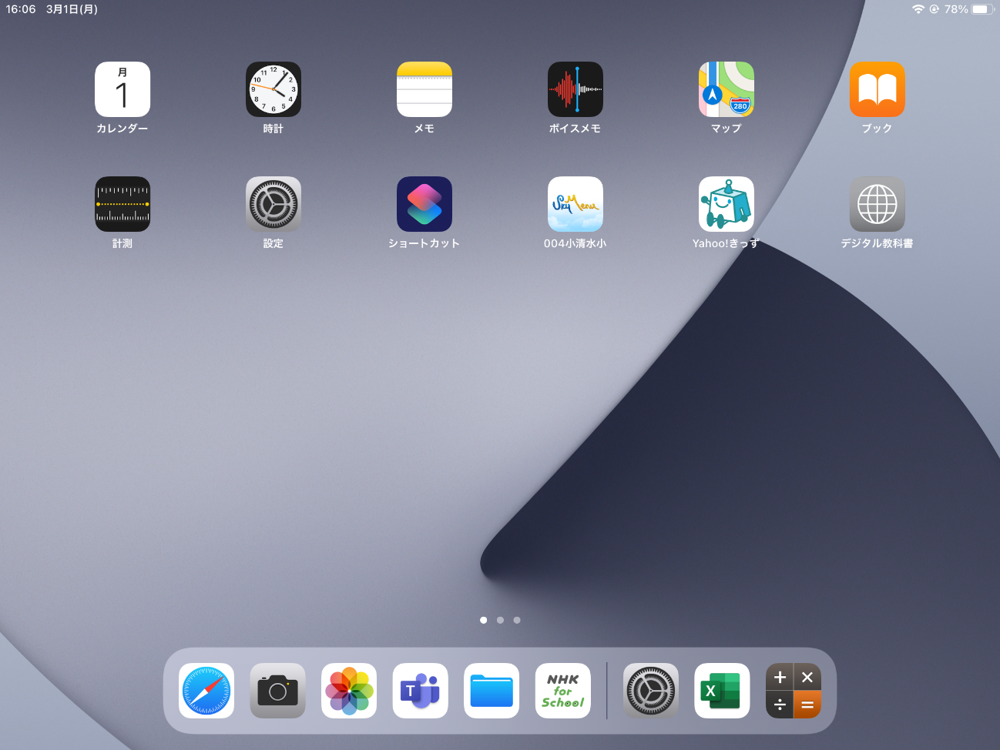 16:06 3月1日(月)
78%
月
1
カレンダー
12
1
2
3
4
5
6
7
8
9
10
11
時計
メモ
ボイスメモ
280
マップ
ブック
計測
設定
ショートカット
Sky Menu
004小清水小
Yahoo!きっず
デジタル教科書
T
NHK
for
School
X
+ ×
÷ =